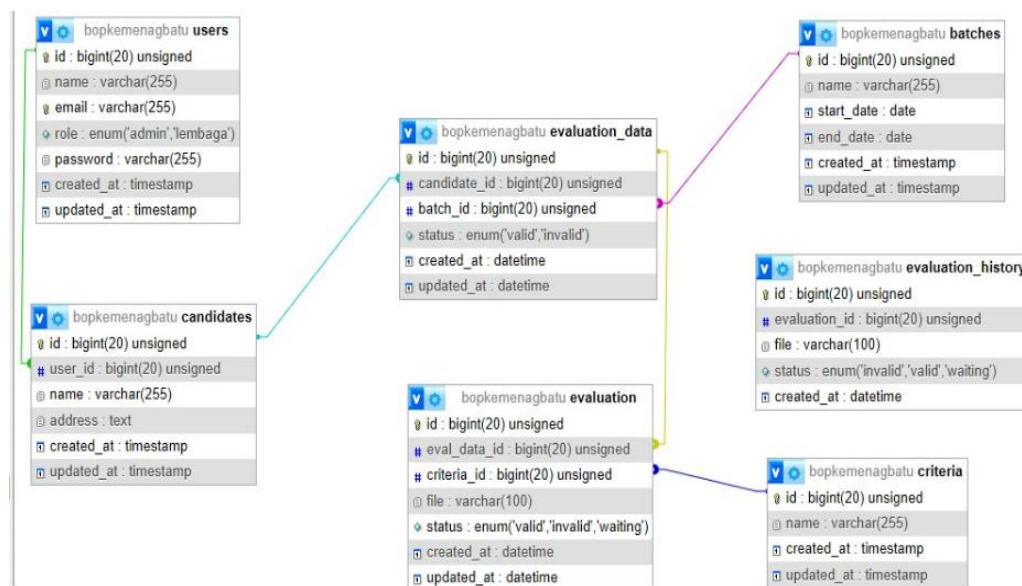 bopkemenagbatu users
id : bigint(20) unsigned
name : varchar(255)
email : varchar(255)
role : enum('admin','lembaga')
password : varchar(255)
created_at : timestamp
updated_at : timestamp
bopkemenagbatu candidates
id : bigint(20) unsigned
user_id : bigint(20) unsigned
name : varchar(255)
address : text
created_at : timestamp
updated_at : timestamp
bopkemenagbatu evaluation_data
id : bigint(20) unsigned
candidate_id : bigint(20) unsigned
batch_id : bigint(20) unsigned
status : enum('valid','invalid')
created_at : datetime
updated_at : datetime
bopkemenagbatu evaluation
id : bigint(20) unsigned
eval_data_id : bigint(20) unsigned
criteria_id : bigint(20) unsigned
file : varchar(100)
status : enum('valid','invalid','waiting')
created_at : datetime
updated_at : datetime
bopkemenagbatu batches
id : bigint(20) unsigned
name : varchar(255)
start_date : date
end_date : date
created_at : timestamp
updated_at : timestamp
bopkemenagbatu evaluation_history
id : bigint(20) unsigned
evaluation_id : bigint(20) unsigned
file : varchar(100)
status : enum('invalid','valid','waiting')
created_at : datetime
bopkemenagbatu criteria
id : bigint(20) unsigned
name : varchar(255)
created_at : timestamp
updated_at : timestamp